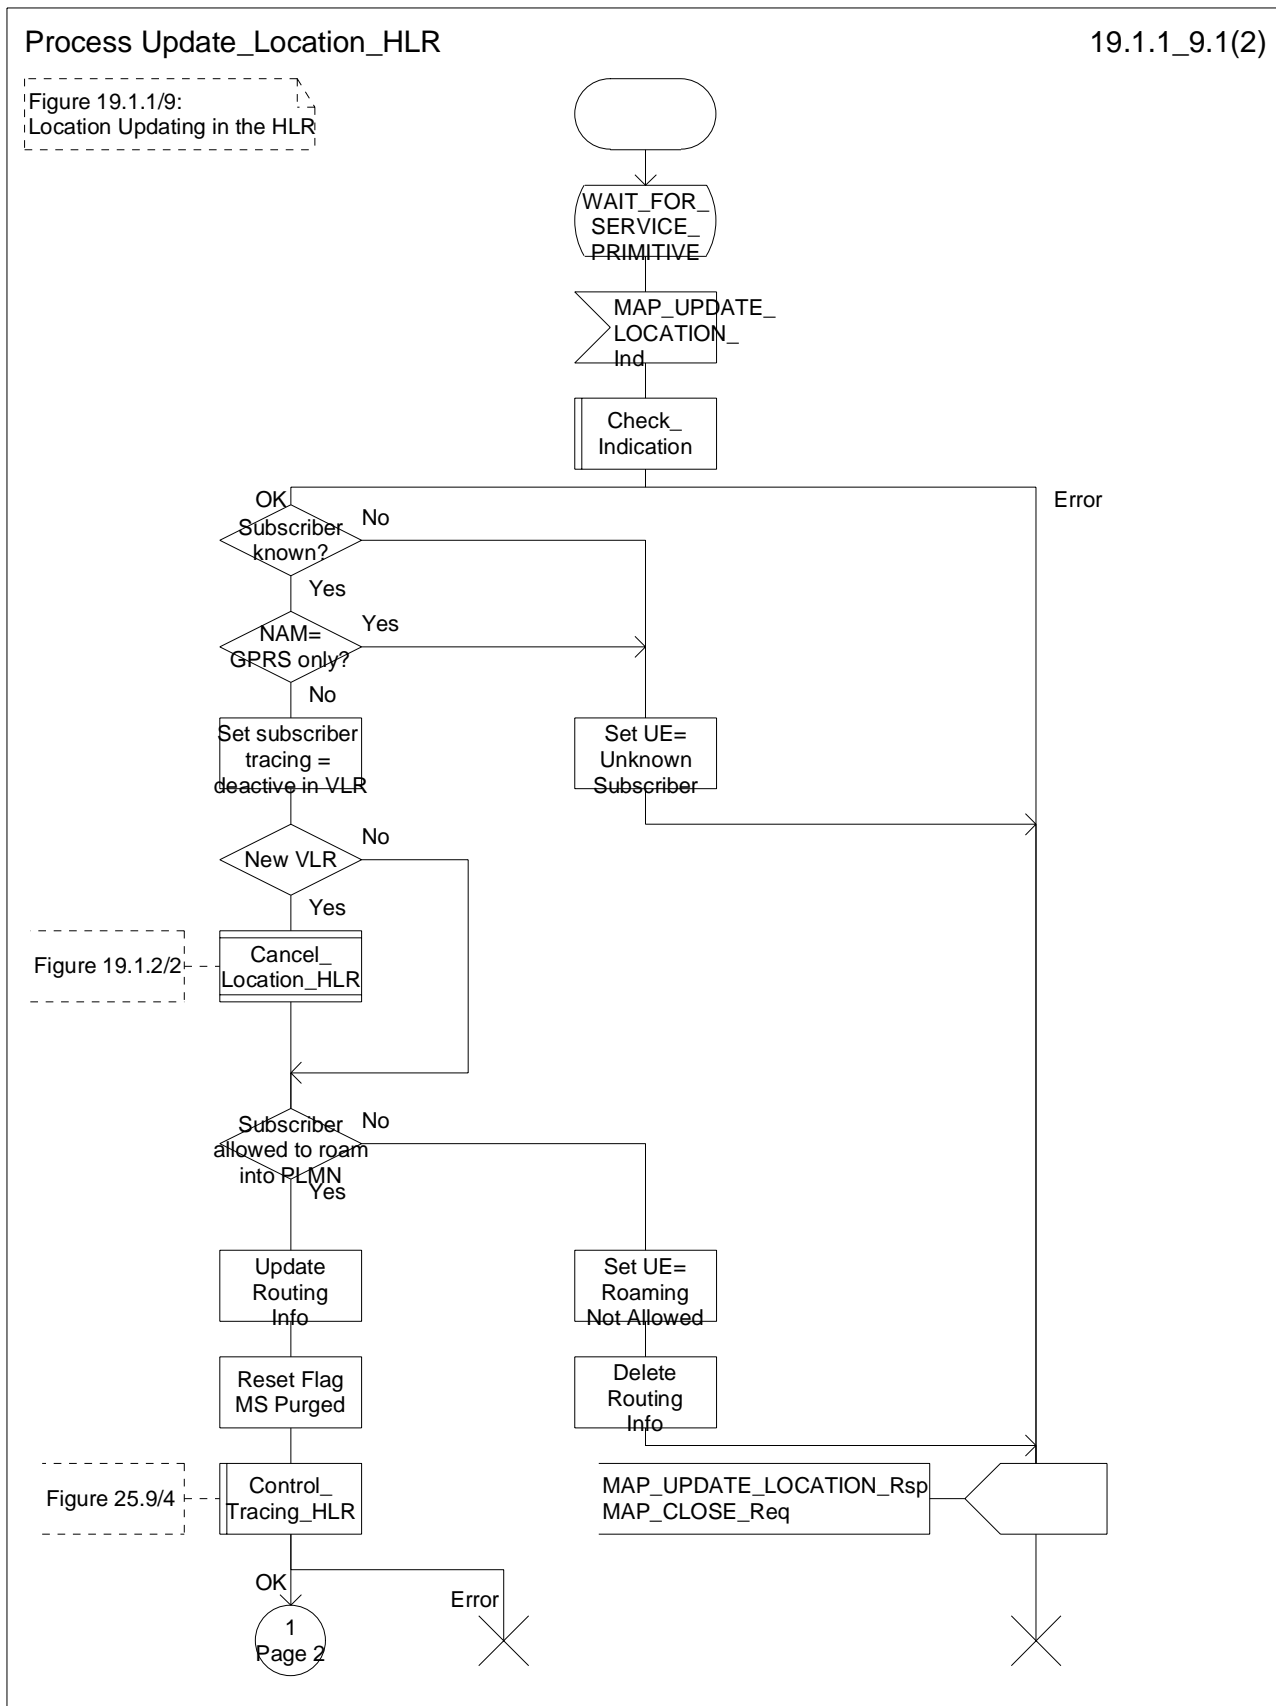 Process Update_Location_HLR
19.1.1_9.1(2)
Figure 19.1.1/9:
Location Updating in the HLR
WAIT_FOR_
SERVICE_
PRIMITIVE
MAP_UPDATE_
LOCATION_
Ind
Check_
Indication
OK
Error
Subscriber
known?
No
Yes
NAM=
GPRS only?
Yes
No
Set subscriber
tracing =
deactive in VLR
Set UE=
Unknown
Subscriber
New VLR
No
Yes
Figure 19.1.2/2
Cancel_
Location_HLR
Subscriber
allowed to roam
into PLMN
No
Yes
Update
Routing
Info
Set UE=
Roaming
Not Allowed
Reset Flag
MS Purged
Delete
Routing
Info
Figure 25.9/4
Control_
Tracing_HLR
MAP_UPDATE_LOCATION_Rsp
MAP_CLOSE_Req
OK
Error
1
Page 2